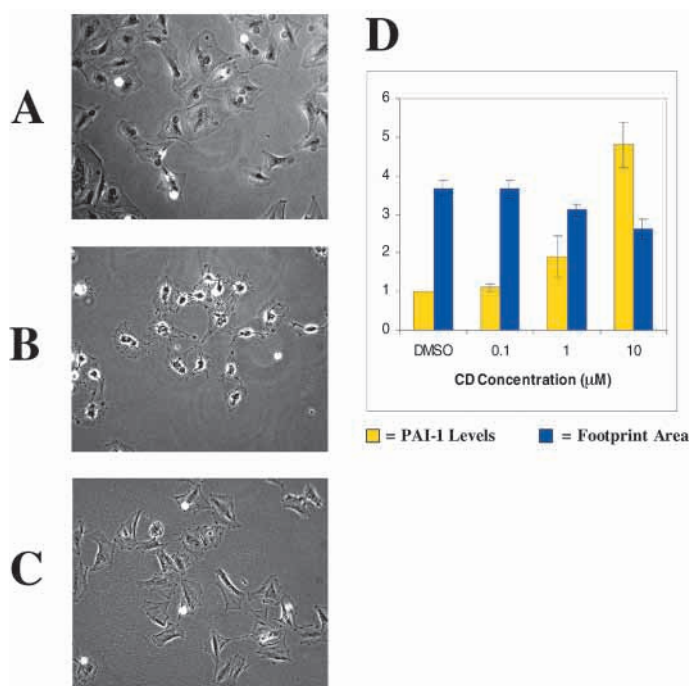 A
B
C
D
6
5
4
3
2
1
0
DMSO 0.1 1 10
CD Concentration (μM)
= PAI-1 Levels = Footprint Area